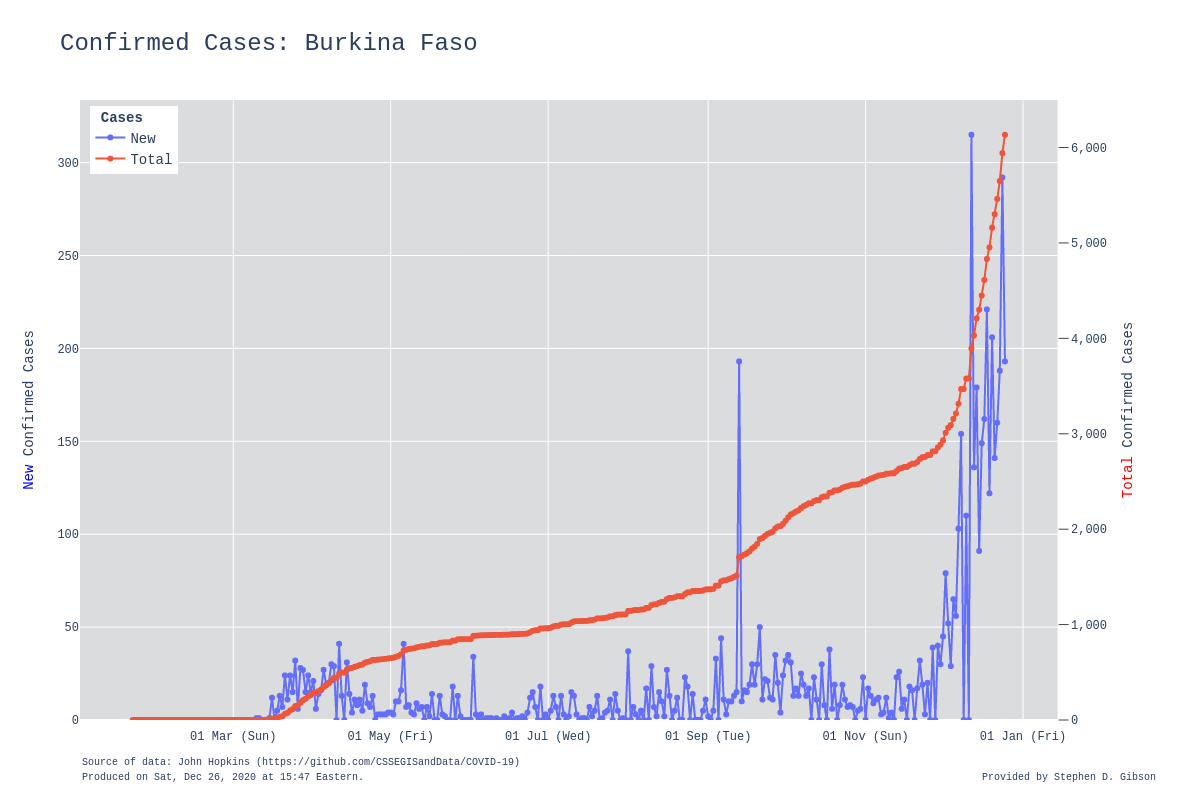 Confirmed Cases: Burkina Faso
Cases
New
Total
300
250
200
150
100
50
0
6,000
5,000
4,000
3,000
2,000
1,000
0
New Confirmed Cases
Total Confirmed Cases
01 Mar (Sun)
01 May (Fri)
01 Jul (Wed)
01 Sep (Tue)
01 Nov (Sun)
01 Jan (Fri)
Source of data: John Hopkins (https://github.com/CSSEGISandData/COVID-19)
Produced on Sat, Dec 26, 2020 at 15:47 Eastern.
Provided by Stephen D. Gibson